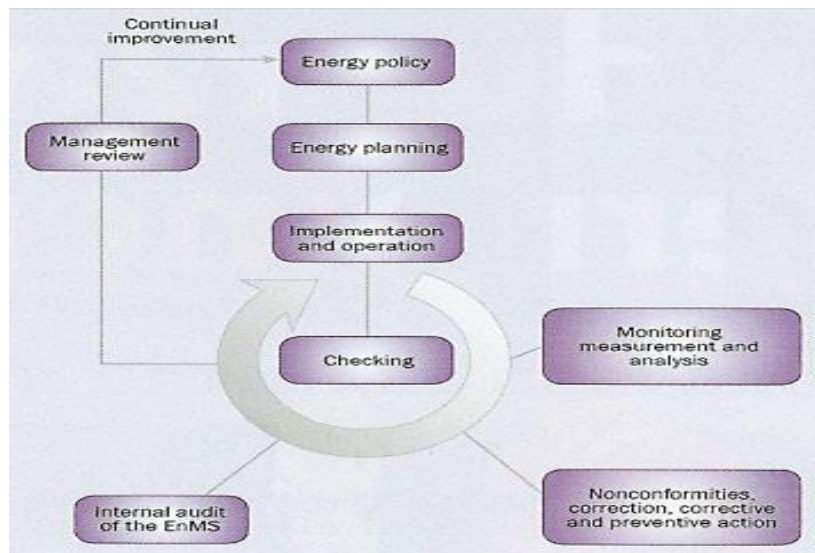 Continual
improvement
Energy policy
Management
review
Energy planning
Implementation
and operation
Checking
Monitoring
measurement and
analysis
Internal audit
of the EnMS
Nonconformities,
correction, corrective
and preventive action